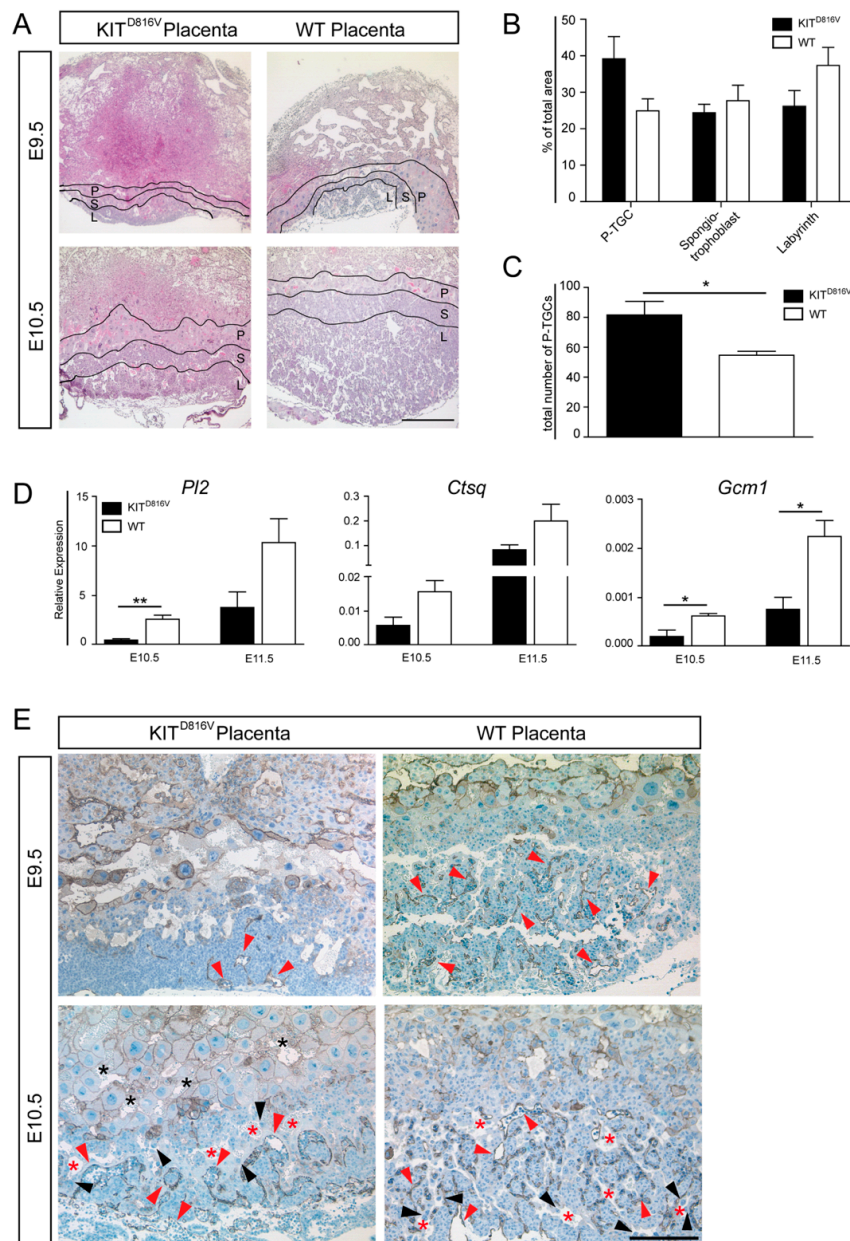 A
KIT^D816V Placenta WT Placenta
E9.5
P
S
L
L S P
E10.5
P
S
L
P
S
L
B
KIT^D816V
WT
% of total area
50
40
30
20
10
0
P-TGC
Spongio-
trophoblast
Labyrinth
C
KIT^D816V
WT
*
total number of P-TGCs
100
80
60
40
60
0
D
Pl2
KIT^D816V
WT
Relative Expression
15
10
5
0
**
E10.5 E11.5
Ctsq
0.3
0.2
0.1
0.02
0.01
0.00
E10.5 E11.5
Gcm1
0.003
0.002
0.001
0.000
*
*
E10.5 E11.5
E
KIT^D816V Placenta WT Placenta
E9.5
E10.5
* * * *
* * * *
* * * * *